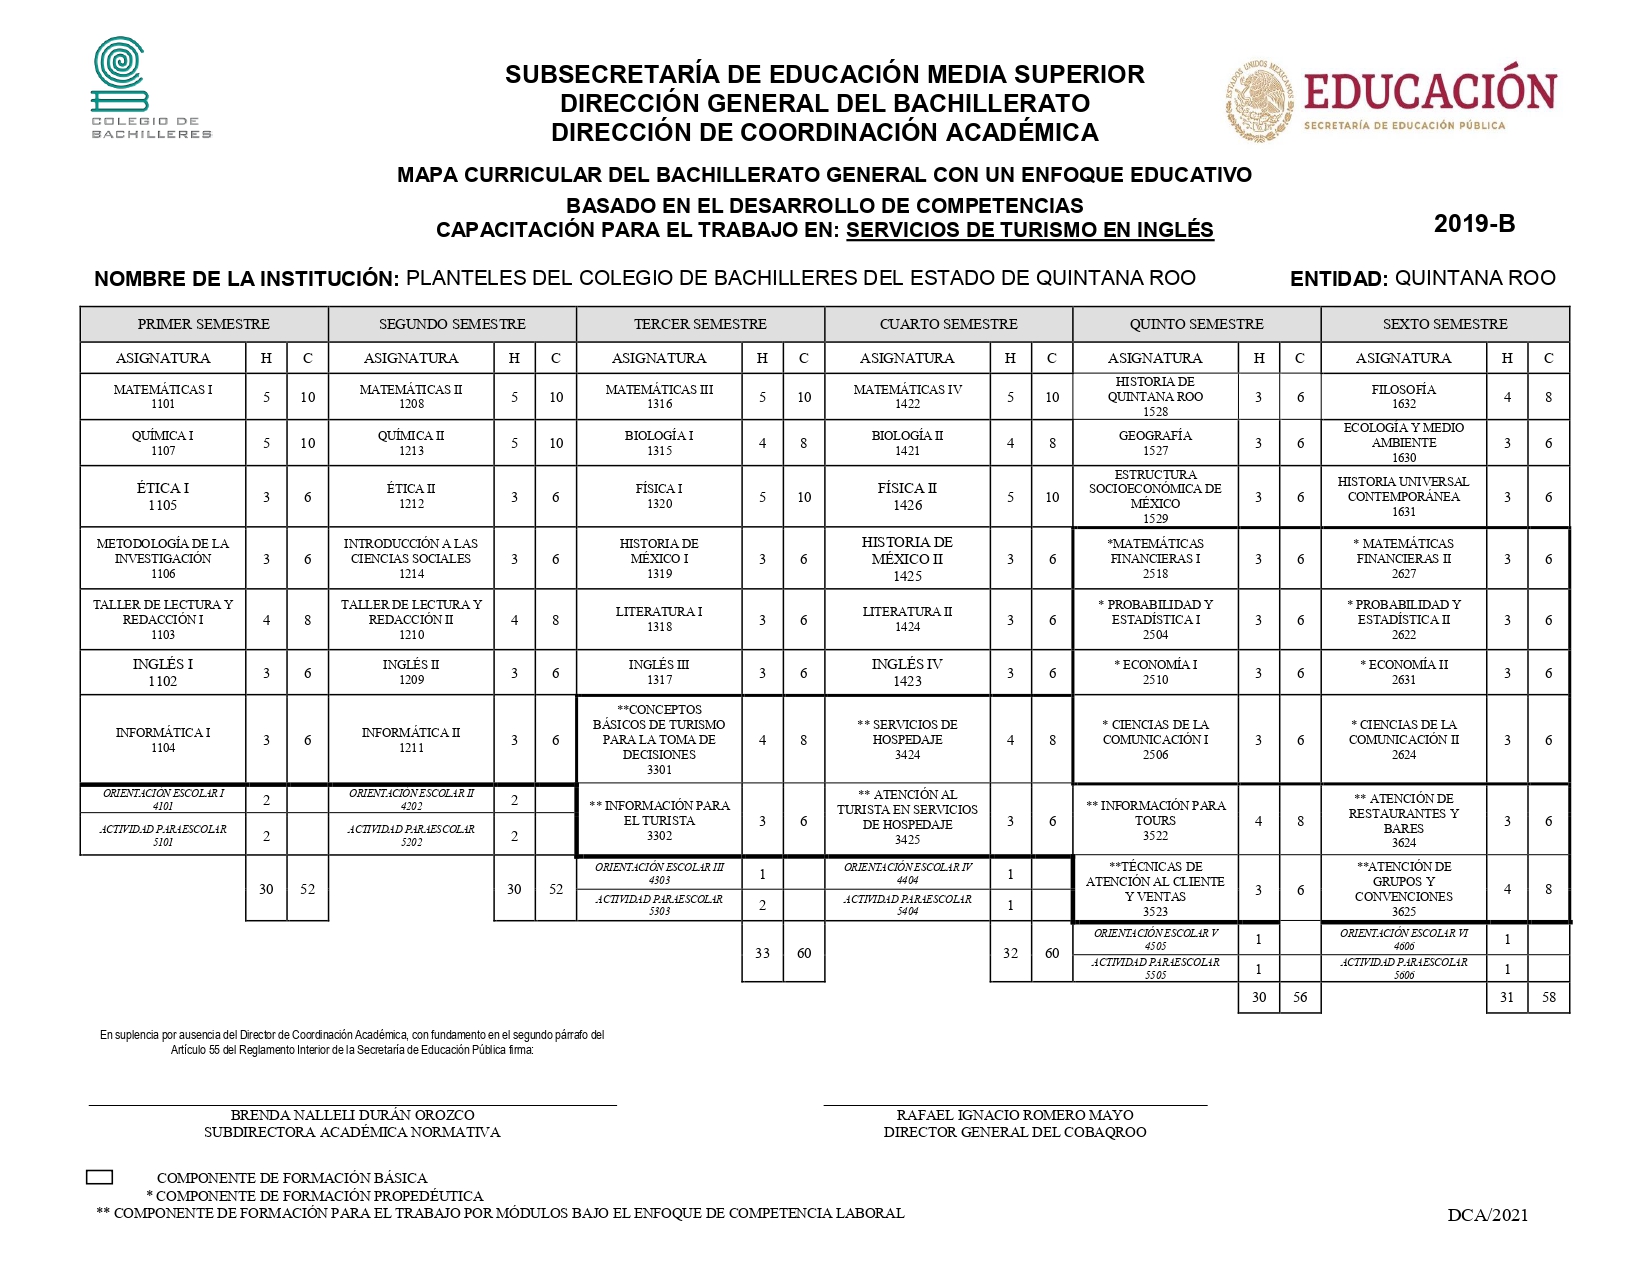 COLEGIO DE
BACHILLERES
SUBSECRETARÍA DE EDUCACIÓN MEDIA SUPERIOR
DIRECCIÓN GENERAL DEL BACHILLERATO
DIRECCIÓN DE COORDINACIÓN ACADÉMICA
ESTADOS UNIDOS MEXICANOS
EDUCACIÓN
SECRETARÍA DE EDUCACIÓN PÚBLICA
MAPA CURRICULAR DEL BACHILLERATO GENERAL CON UN ENFOQUE EDUCATIVO
BASADO EN EL DESARROLLO DE COMPETENCIAS
CAPACITACIÓN PARA EL TRABAJO EN: SERVICIOS DE TURISMO EN INGLÉS
2019-B
NOMBRE DE LA INSTITUCIÓN: PLANTELES DEL COLEGIO DE BACHILLERES DEL ESTADO DE QUINTANA ROO ENTIDAD: QUINTANA ROO
PRIMER SEMESTRE SEGUNDO SEMESTRE TERCER SEMESTRE CUARTO SEMESTRE QUINTO SEMESTRE SEXTO SEMESTRE
ASIGNATURA H C ASIGNATURA H C ASIGNATURA H C ASIGNATURA H C ASIGNATURA H C ASIGNATURA H C
MATEMÁTICAS I 1101 5 10 MATEMÁTICAS II 1208 5 10 MATEMÁTICAS III 1316 5 10 MATEMÁTICAS IV 1422 5 10 HISTORIA DE QUINTANA ROO 1528 3 6 FILOSOFÍA 1632 4 8
QUÍMICA I 1107 5 10 QUÍMICA II 1213 5 10 BIOLOGÍA I 1315 4 8 BIOLOGÍA II 1421 4 8 GEOGRAFÍA 1527 3 6 ECOLOGÍA Y MEDIO AMBIENTE 1630 3 6
ÉTICA I 1105 3 6 ÉTICA II 1212 3 6 FÍSICA I 1320 5 10 FÍSICA II 1426 5 10 ESTRUCTURA SOCIOECONÓMICA DE MÉXICO 1529 3 6 HISTORIA UNIVERSAL CONTEMPORÁNEA 1631 3 6
METODOLOGÍA DE LA INVESTIGACIÓN 1106 3 6 INTRODUCCIÓN A LAS CIENCIAS SOCIALES 1214 3 6 HISTORIA DE MÉXICO I 1319 3 6 HISTORIA DE MÉXICO II 1425 3 6 *MATEMÁTICAS FINANCIERAS I 2518 3 6 * MATEMÁTICAS FINANCIERAS II 2627 3 6
TALLER DE LECTURA Y REDACCIÓN I 1103 4 8 TALLER DE LECTURA Y REDACCIÓN II 1210 4 8 LITERATURA I 1318 3 6 LITERATURA II 1424 3 6 * PROBABILIDAD Y ESTADÍSTICA I 2504 3 6 * PROBABILIDAD Y ESTADÍSTICA II 2622 3 6
INGLÉS I 1102 3 6 INGLÉS II 1209 3 6 INGLÉS III 1317 3 6 INGLÉS IV 1423 3 6 * ECONOMÍA I 2510 3 6 * ECONOMÍA II 2631 3 6
INFORMÁTICA I 1104 3 6 INFORMÁTICA II 1211 3 6 **CONCEPTOS BÁSICOS DE TURISMO PARA LA TOMA DE DECISIONES 3301 4 8 ** SERVICIOS DE HOSPEDAJE 3424 4 8 * CIENCIAS DE LA COMUNICACIÓN I 2506 3 6 * CIENCIAS DE LA COMUNICACIÓN II 2624 3 6
ORIENTACIÓN ESCOLAR I 4101 2 ORIENTACIÓN ESCOLAR II 4202 2 ** INFORMACIÓN PARA EL TURISTA 3302 3 6 ** ATENCIÓN AL TURISTA EN SERVICIOS DE HOSPEDAJE 3425 3 6 ** INFORMACIÓN PARA TOURS 3522 4 8 ** ATENCIÓN DE RESTAURANTES Y BARES 3624 3 6
ACTIVIDAD PARAESCOLAR 5101 2 ACTIVIDAD PARAESCOLAR 5202 2
30 52 30 52 ORIENTACIÓN ESCOLAR III 4303 1 ORIENTACIÓN ESCOLAR IV 4404 1 **TÉCNICAS DE ATENCIÓN AL CLIENTE Y VENTAS 3523 3 6 **ATENCIÓN DE GRUPOS Y CONVENCIONES 3625 4 8
ACTIVIDAD PARAESCOLAR 5303 2 ACTIVIDAD PARAESCOLAR 5404 1
33 60 32 60 ORIENTACIÓN ESCOLAR V 4505 1 ORIENTACIÓN ESCOLAR VI 4606 1
ACTIVIDAD PARAESCOLAR 5505 1 ACTIVIDAD PARAESCOLAR 5606 1
30 56 31 58
En suplencia por ausencia del Director de Coordinación Académica, con fundamento en el segundo párrafo del
Artículo 55 del Reglamento Interior de la Secretaría de Educación Pública firma:
BRENDA NALLELI DURÁN OROZCO
SUBDIRECTORA ACADÉMICA NORMATIVA
RAFAEL IGNACIO ROMERO MAYO
DIRECTOR GENERAL DEL COBAQROO
COMPONENTE DE FORMACIÓN BÁSICA
* COMPONENTE DE FORMACIÓN PROPEDÉUTICA
** COMPONENTE DE FORMACIÓN PARA EL TRABAJO POR MÓDULOS BAJO EL ENFOQUE DE COMPETENCIA LABORAL
DCA/2021